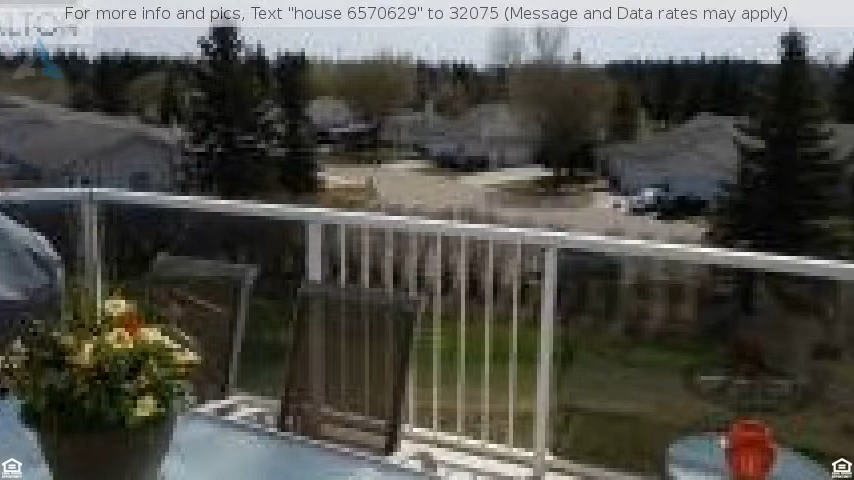 For more info and pics, Text "house 6570629" to 32075 (Message and Data rates may apply)